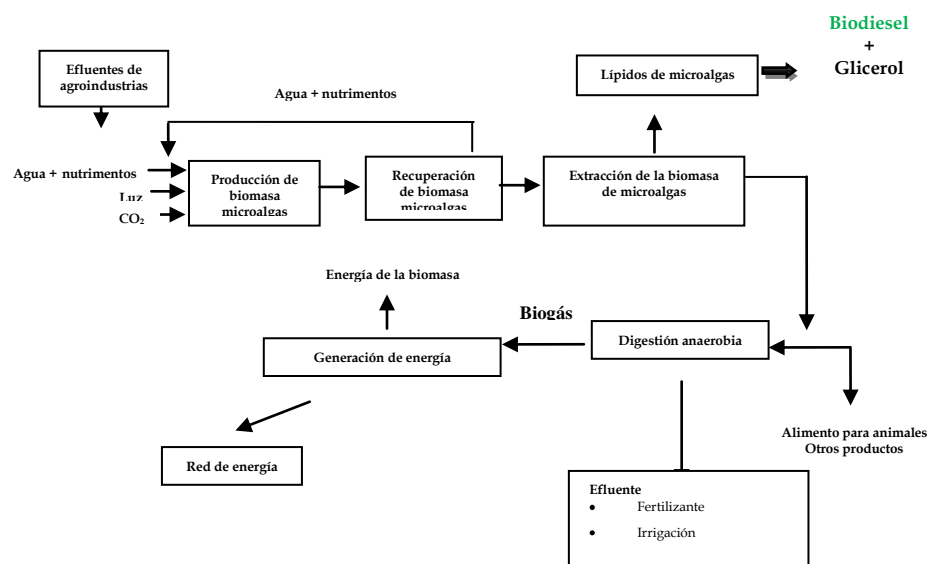 Biodiesel
+
Glicerol
Efluentes de
agroindustrias
Lípidos de microalgas
Agua + nutrimentos
Agua + nutrimentos
Luz
CO₂
Producción de
biomasa
microalgas
Recuperación
de biomasa
microalgas
Extracción de la biomasa
de microalgas
Energía de la biomasa
Biogás
Generación de energía
Digestión anaerobia
Red de energía
Alimento para animales
Otros productos
Efluente
• Fertilizante
• Irrigación